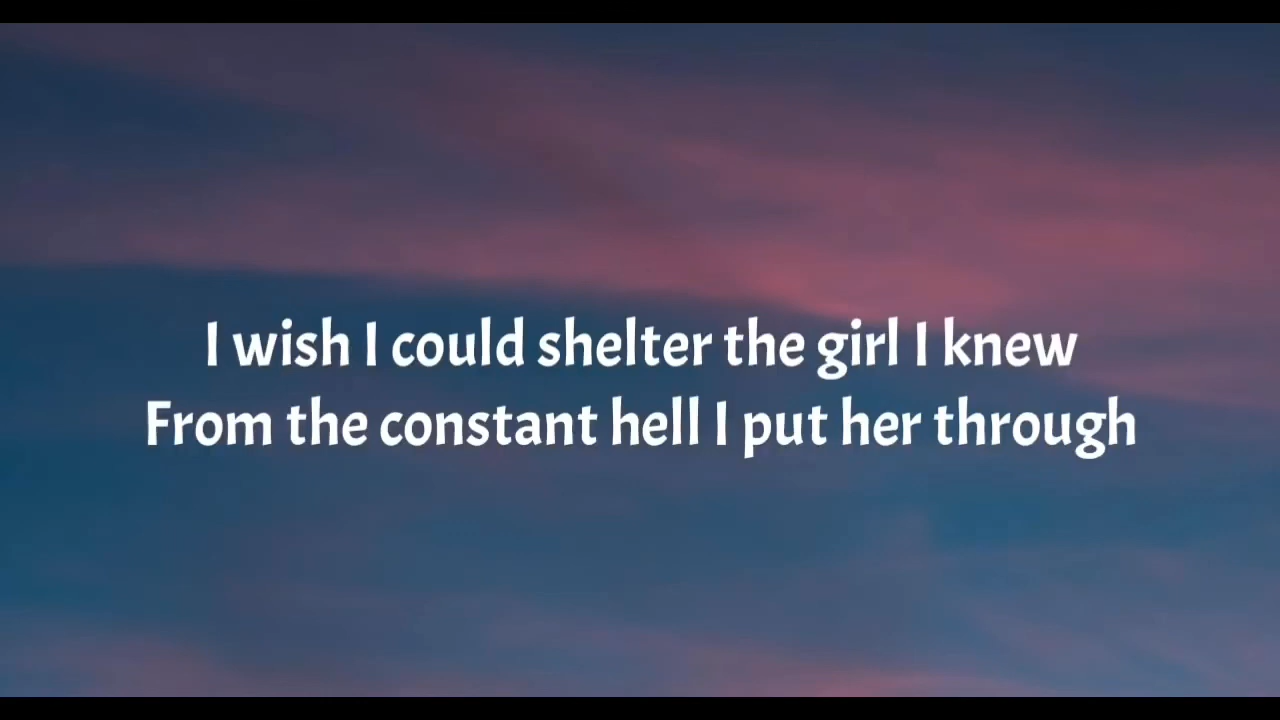 I wish I could shelter the girl I knew
From the constant hell I put her through